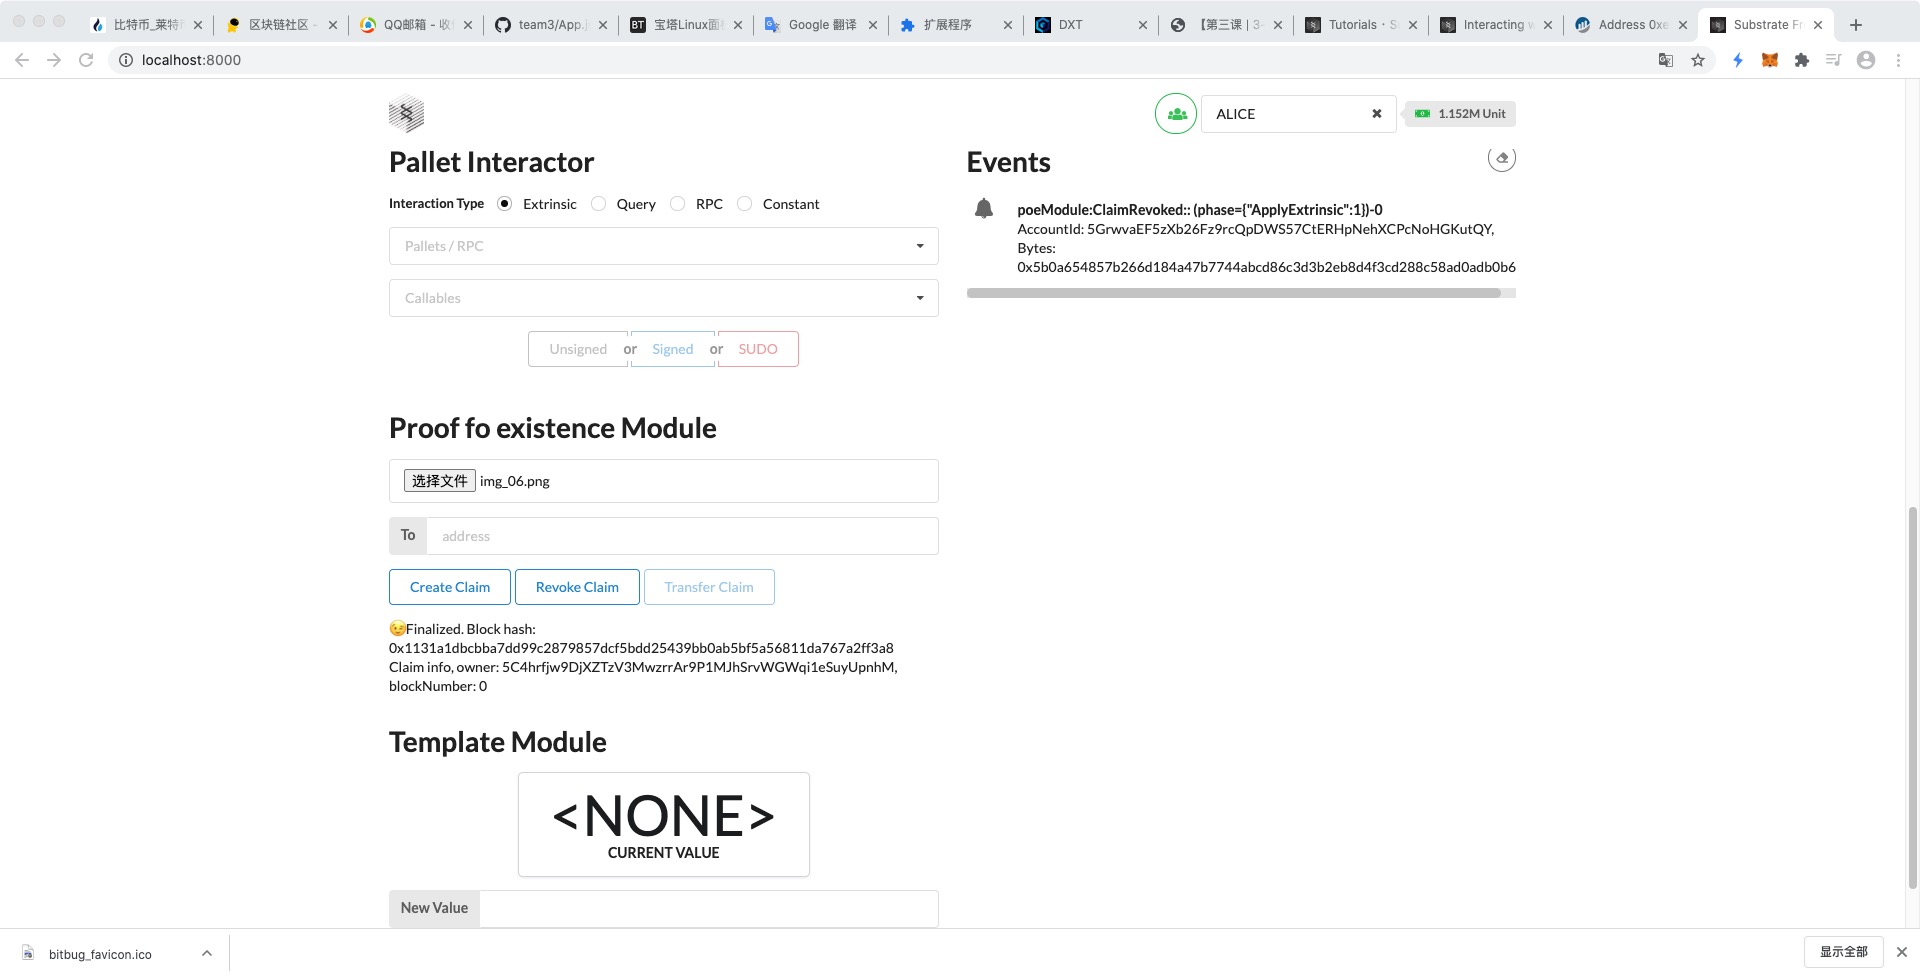 比特币_莱特
区块链社区 -
QQ邮箱 - 收
team3/App.j
宝塔Linux面
Google 翻译
扩展程序
DXT
【第三课 | 3-
Tutorials · S
Interacting w
Address 0xe
Substrate Fr
localhost:8000
ALICE
1.152M Unit
Pallet Interactor
Interaction Type Extrinsic Query RPC Constant
Pallets / RPC
Callables
Unsigned or Signed or SUDO
Events
poeModule:ClaimRevoked:: (phase={"ApplyExtrinsic":1})-0
AccountId: 5GrwvaEF5zXb26Fz9rcQpDWS57CtERHpNehXCPcNoHGKutQY,
Bytes:
0x5b0a654857b266d184a47b7744abcd86c3d3b2eb8d4f3cd288c58ad0adb0b6
Proof fo existence Module
选择文件 img_06.png
To address
Create Claim Revoke Claim Transfer Claim
😉Finalized. Block hash:
0x1131a1dbcbba7dd99c2879857dcf5bdd25439bb0ab5bf5a56811da767a2ff3a8
Claim info, owner: 5C4hrfjw9DjXZTzV3MwzrrAr9P1MJhSrvWGWqi1eSuyUpnhM,
blockNumber: 0
Template Module
<NONE>
CURRENT VALUE
New Value
bitbug_favicon.ico
显示全部